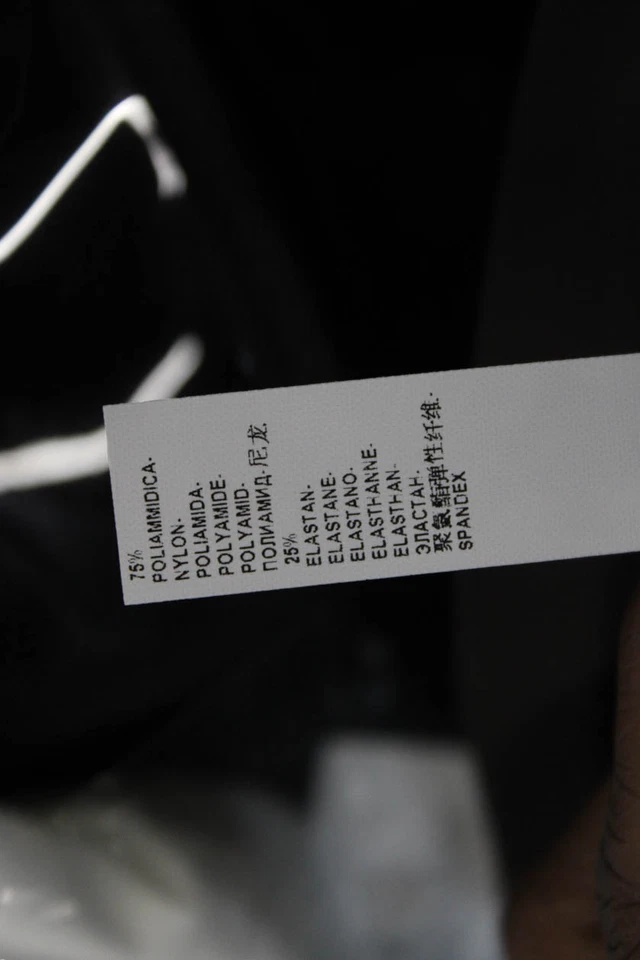 75%
POLIAMMIDICA-
NYLON-
POLIAMIDA-
POLYAMIDE-
POLYAMID-
ПОЛИАМИД-尼龙
25%
ELASTAN-
ELASTANE-
ELASTANO-
ELASTHANNE-
ELASTHAN-
ЭЛАСТАН-
聚氨酯弹性纤维-
SPANDEX